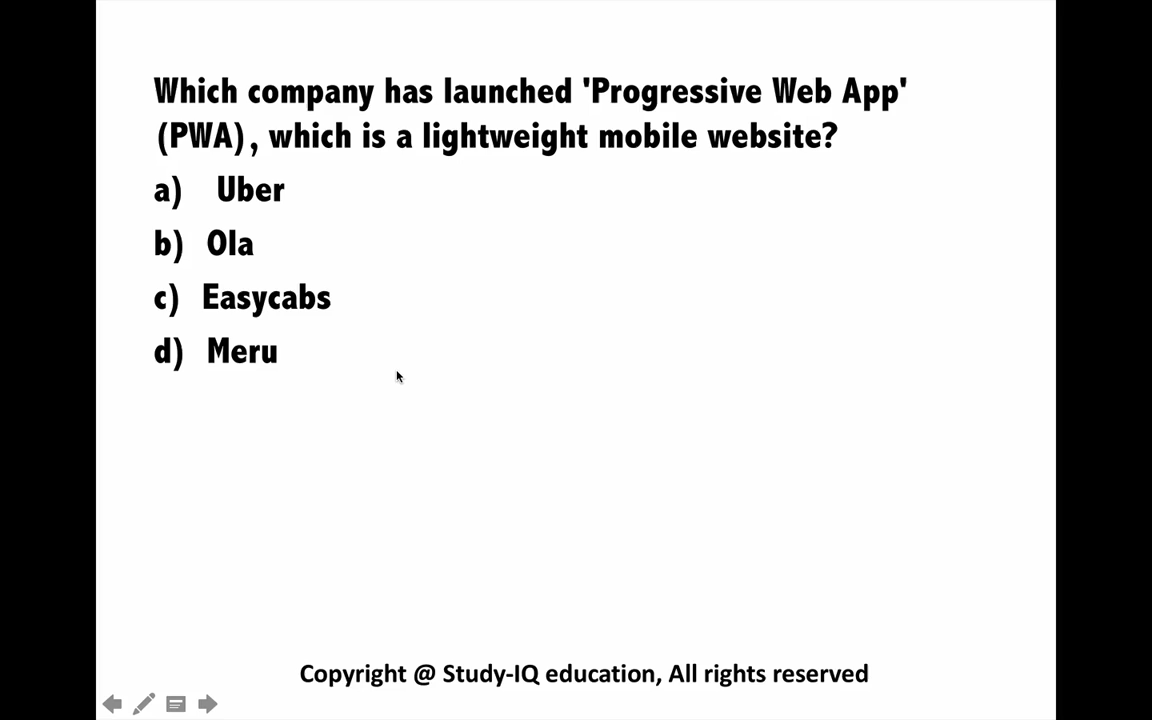 Which company has launched 'Progressive Web App'
(PWA), which is a lightweight mobile website?
a) Uber
b) Ola
c) Easycabs
d) Meru
Copyright @ Study-IQ education, All rights reserved